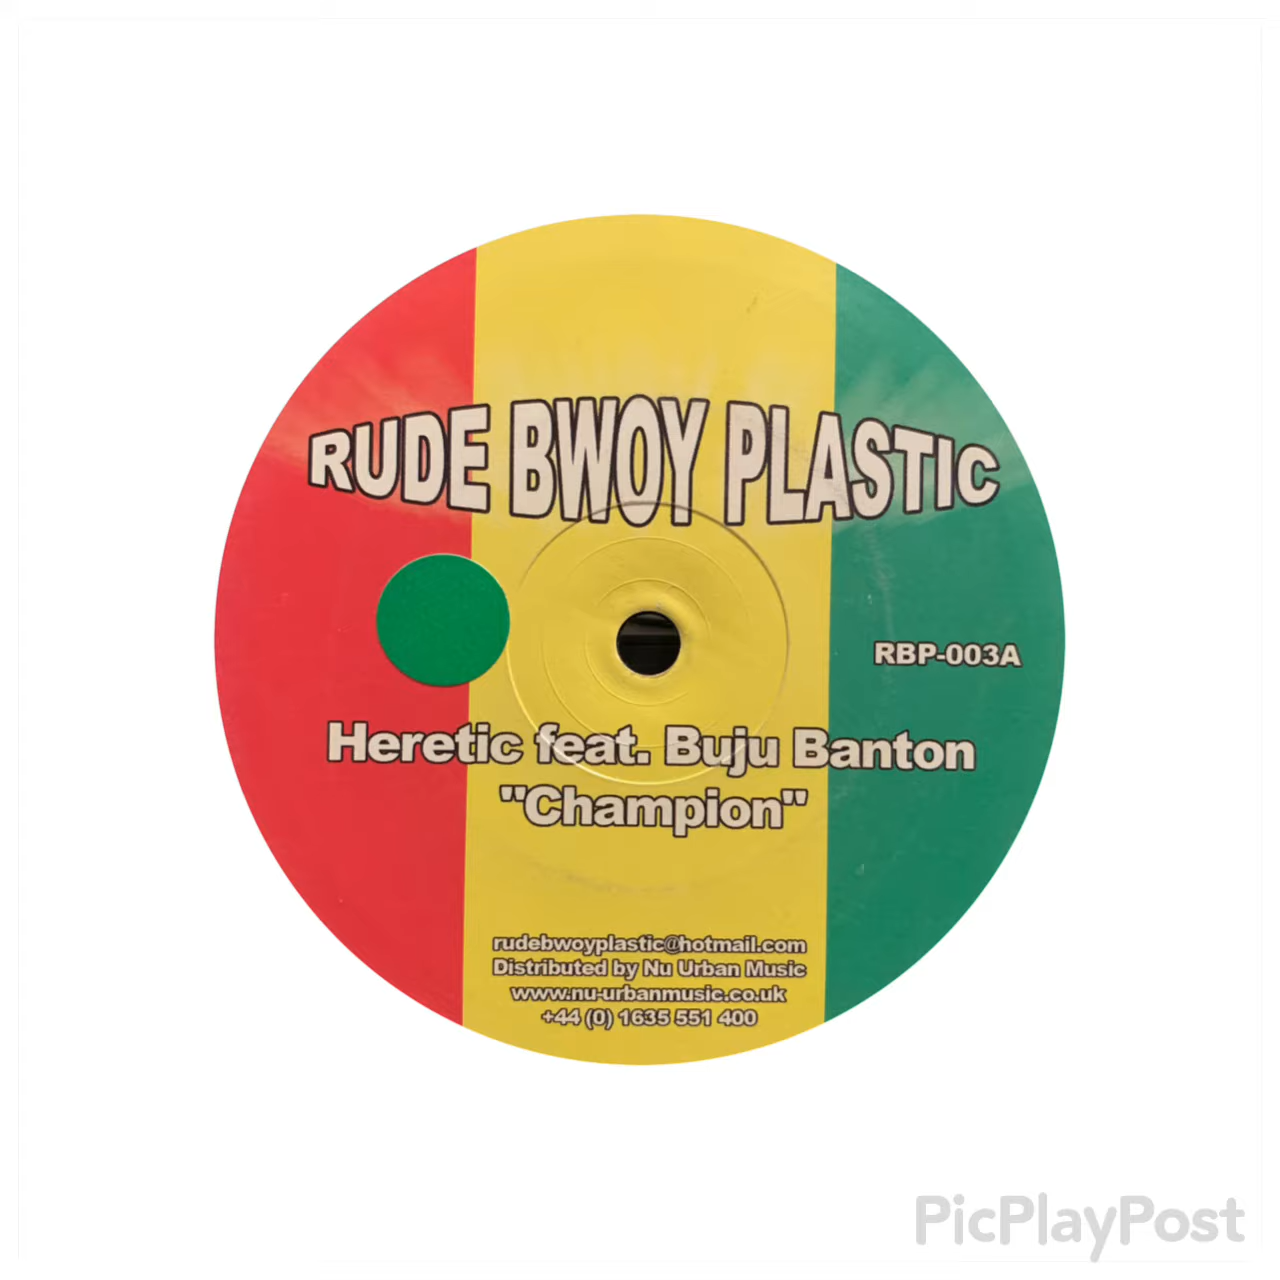 RUDE BWOY PLASTIC
RBP-003A
Heretic feat. Buju Banton
"Champion"
rudebwoyplastic@hotmail.com
Distributed by Nu Urban Music
www.nu-urbanmusic.co.uk
+44 (0) 1635 551 400
PicPlayPost